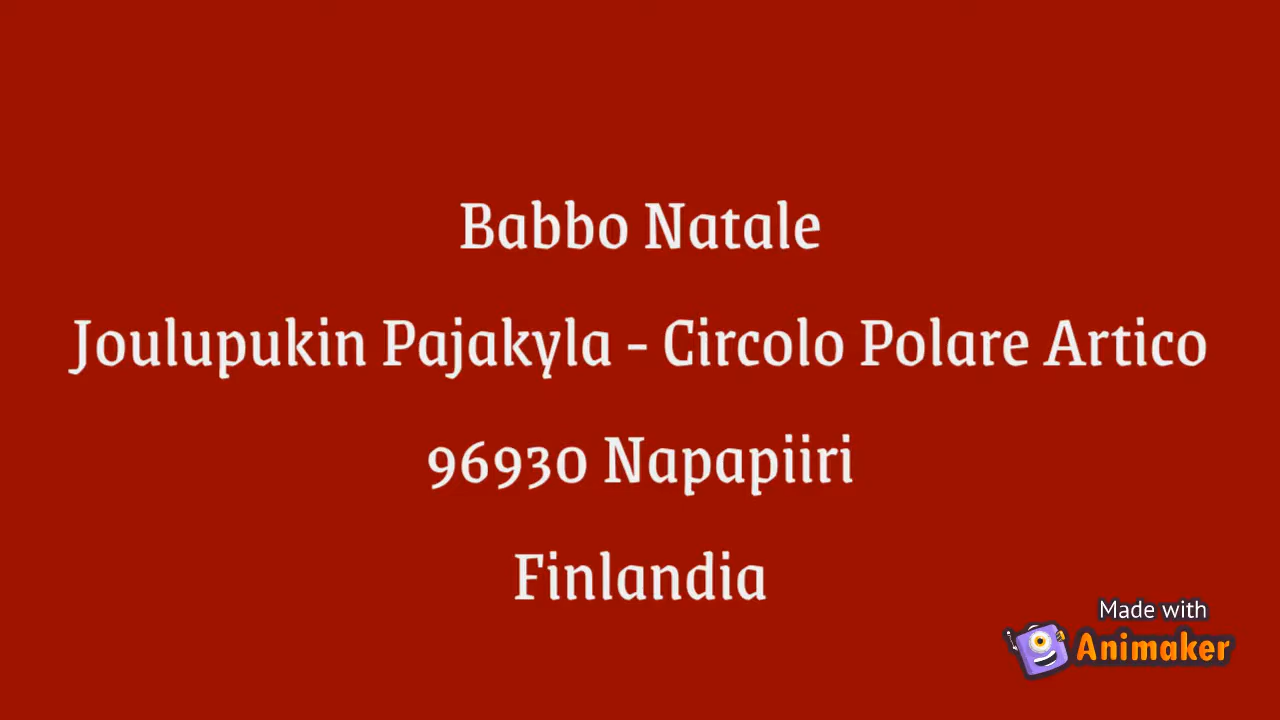 Babbo Natale
Joulupukin Pajakyla - Circolo Polare Artico
96930 Napapiiri
Finlandia
Made with
Animaker